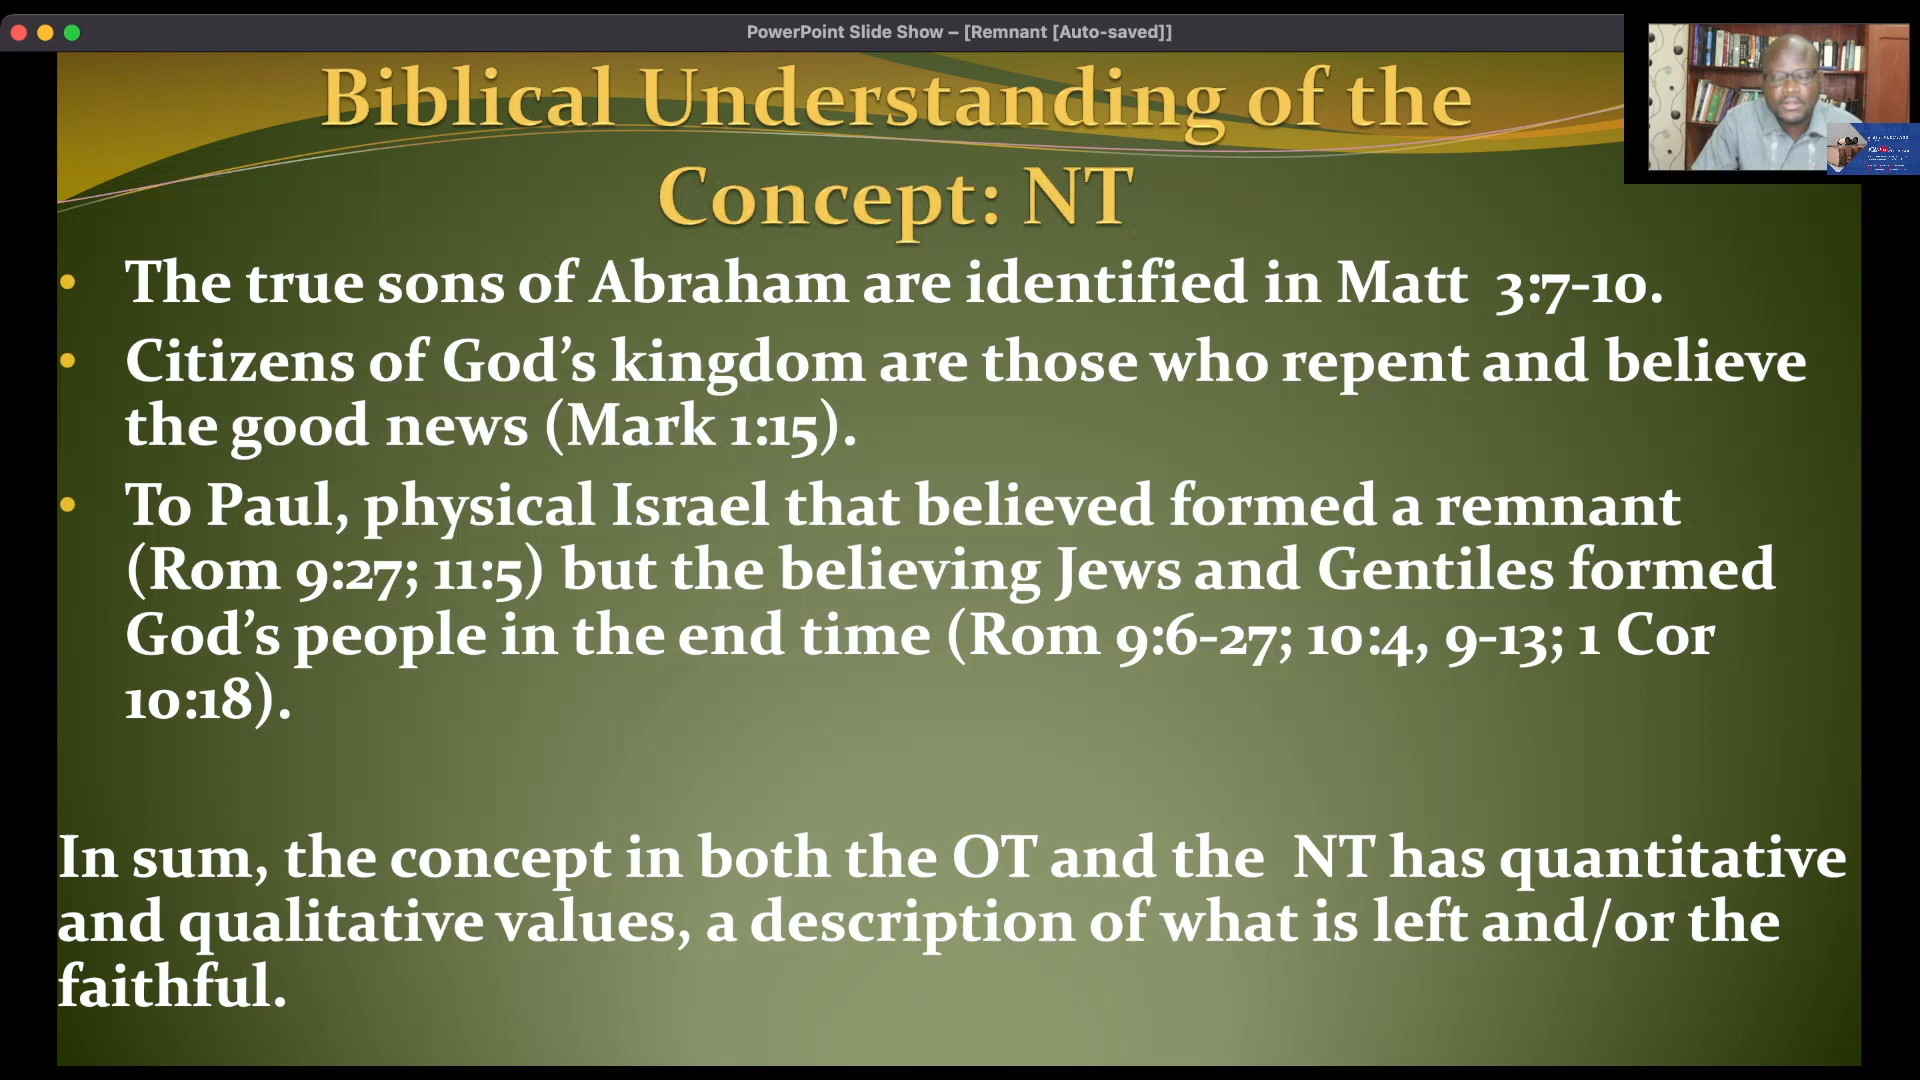 PowerPoint Slide Show – [Remnant [Auto-saved]]
Biblical Understanding of the
Concept: NT
• The true sons of Abraham are identified in Matt 3:7-10.
• Citizens of God’s kingdom are those who repent and believe
the good news (Mark 1:15).
• To Paul, physical Israel that believed formed a remnant
(Rom 9:27; 11:5) but the believing Jews and Gentiles formed
God’s people in the end time (Rom 9:6-27; 10:4, 9-13; 1 Cor
10:18).
In sum, the concept in both the OT and the NT has quantitative
and qualitative values, a description of what is left and/or the
faithful.